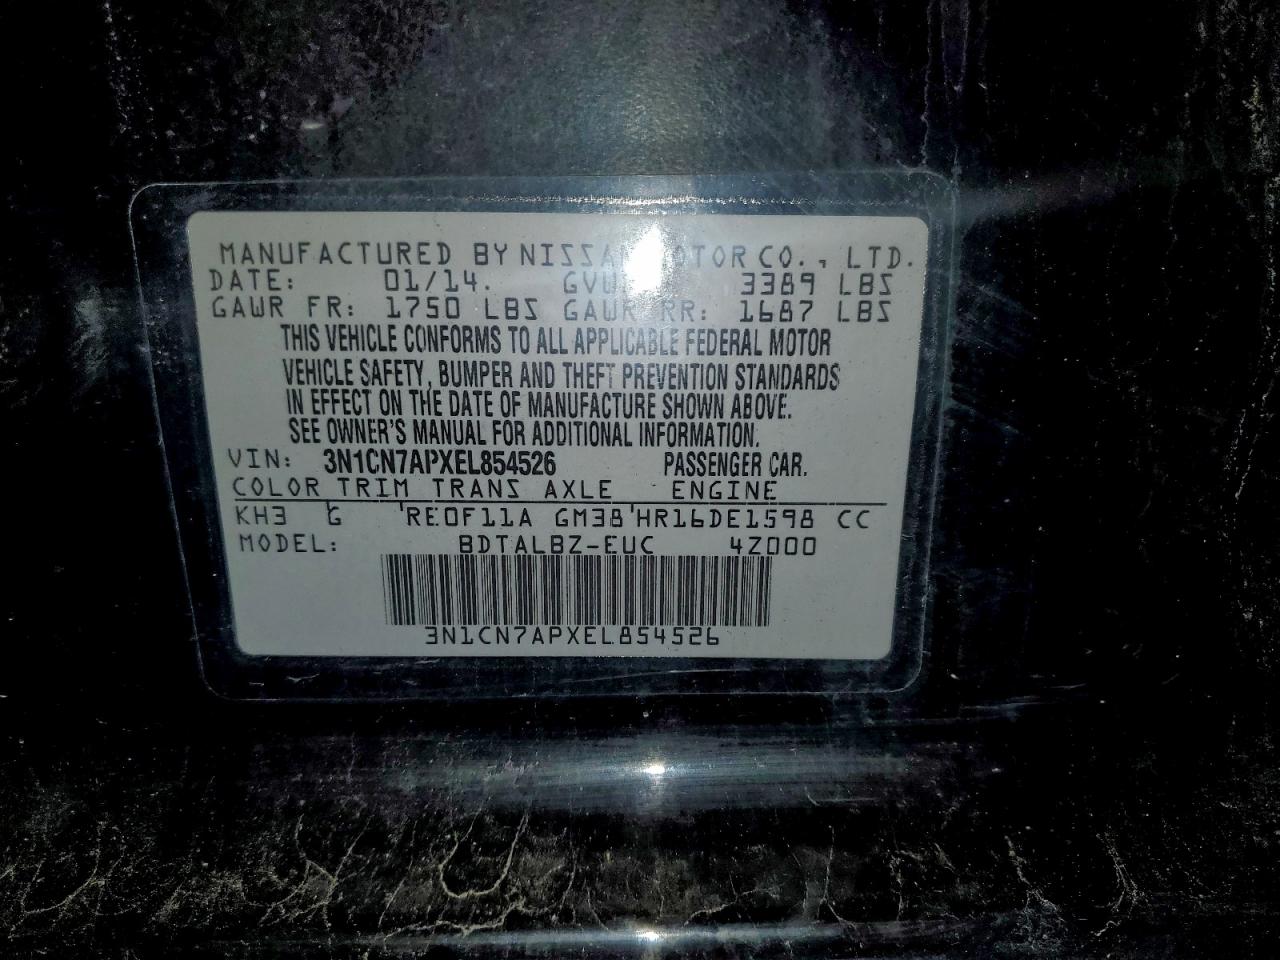 MANUFACTURED BY NISSAN MOTOR CO., LTD.
DATE: 01/14. GVW 3389 LBS
GAWR FR: 1750 LBS GAWR RR: 1687 LBS
THIS VEHICLE CONFORMS TO ALL APPLICABLE FEDERAL MOTOR
VEHICLE SAFETY, BUMPER AND THEFT PREVENTION STANDARDS
IN EFFECT ON THE DATE OF MANUFACTURE SHOWN ABOVE.
SEE OWNER'S MANUAL FOR ADDITIONAL INFORMATION.
VIN: 3N1CN7APXEL854526 PASSENGER CAR.
COLOR TRIM TRANS AXLE ENGINE
KH3 G 'RE0F11A GM38'HR16DE1598 CC
MODEL: BDTALBZ-EUC 4Z000
3N1CN7APXEL854526